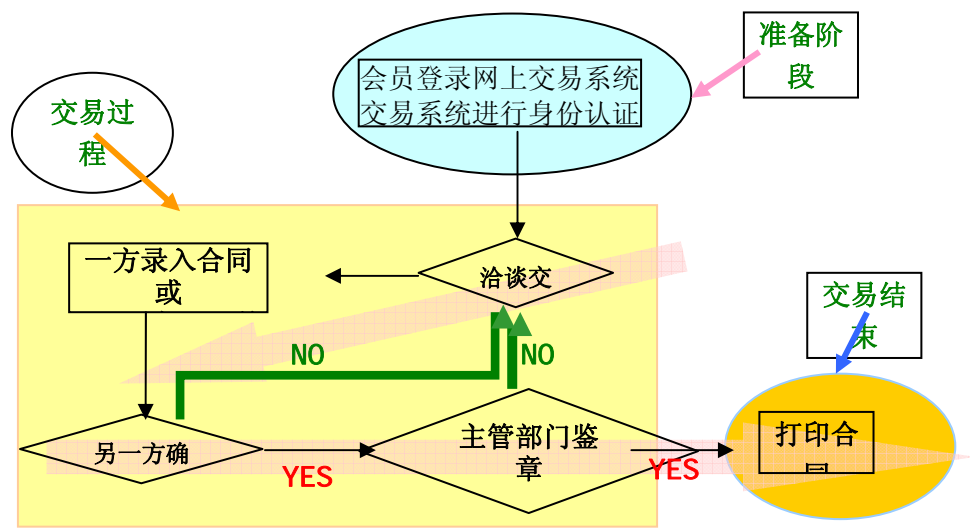 准备阶
段
会员登录网上交易系统
交易系统进行身份认证
交易过
程
一方录入合同
或
洽谈交
交易结
束
NO
NO
另一方确
主管部门鉴
章
打印合
YES
YES